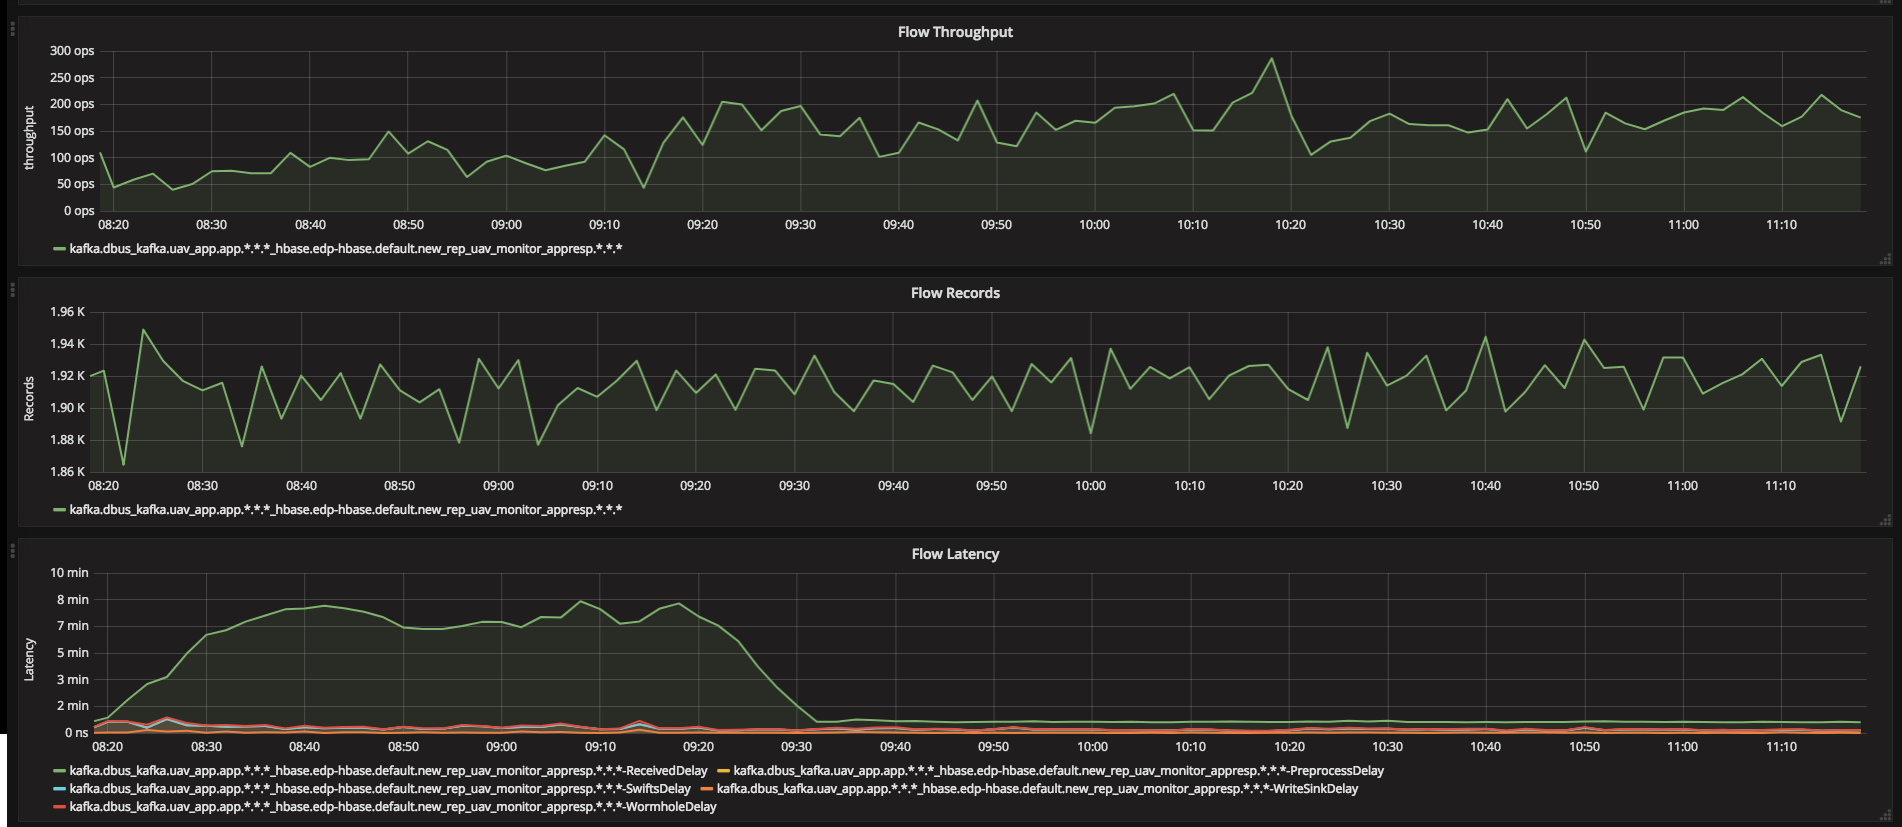 Flow Throughput
throughput
300 ops
250 ops
200 ops
150 ops
100 ops
50 ops
0 ops
08:20 08:30 08:40 08:50 09:00 09:10 09:20 09:30 09:40 09:50 10:00 10:10 10:20 10:30 10:40 10:50 11:00 11:10
kafka.dbus_kafka.uav_app.app.*.*.*_hbase.edp-hbase.default.new_rep_uav_monitor_appresp.*.*.*
Flow Records
Records
1.96 K
1.94 K
1.92 K
1.90 K
1.88 K
1.86 K
08:20 08:30 08:40 08:50 09:00 09:10 09:20 09:30 09:40 09:50 10:00 10:10 10:20 10:30 10:40 10:50 11:00 11:10
kafka.dbus_kafka.uav_app.app.*.*.*_hbase.edp-hbase.default.new_rep_uav_monitor_appresp.*.*.*
Flow Latency
Latency
10 min
8 min
7 min
5 min
3 min
2 min
0 ns
08:20 08:30 08:40 08:50 09:00 09:10 09:20 09:30 09:40 09:50 10:00 10:10 10:20 10:30 10:40 10:50 11:00 11:10
kafka.dbus_kafka.uav_app.app.*.*.*_hbase.edp-hbase.default.new_rep_uav_monitor_appresp.*.*.*-ReceivedDelay kafka.dbus_kafka.uav_app.app.*.*.*_hbase.edp-hbase.default.new_rep_uav_monitor_appresp.*.*.*-PreprocessDelay
kafka.dbus_kafka.uav_app.app.*.*.*_hbase.edp-hbase.default.new_rep_uav_monitor_appresp.*.*.*-SwiftsDelay kafka.dbus_kafka.uav_app.app.*.*.*_hbase.edp-hbase.default.new_rep_uav_monitor_appresp.*.*.*-WriteSinkDelay
kafka.dbus_kafka.uav_app.app.*.*.*_hbase.edp-hbase.default.new_rep_uav_monitor_appresp.*.*.*-WormholeDelay